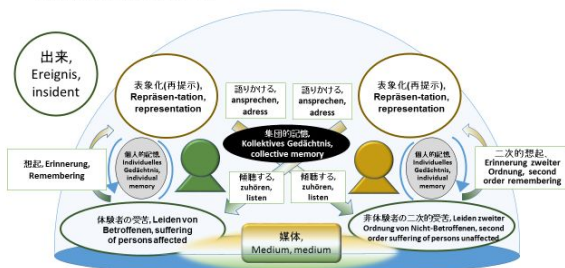 出来,
Ereignis,
insident
表象化(再提示)
Repräsen-tation,
representation
語りかける,
ansprechen,
adress
語りかける,
ansprechen,
adress
表象化(再提示)
Repräsen-tation,
representation
集団的記憶,
Kollektives Gedächtnis,
collective memory
想起, Erinnerung,
Remembering
個人的記憶,
Individuelles
Gedächtnis,
individual
memory
個人的記憶,
Individuelles
Gedächtnis,
individual
memory
二次的想起,
Erinnerung zweiter
Ordnung, second
order remembering
傾聴する,
zuhören,
listen
傾聴する,
zuhören,
listen
体験者の受苦, Leiden von
Betroffenen, suffering
of persons affected
媒体,
Medium, medium
非体験者の二次的受苦, Leiden zweiter
Ordnung von Nicht-Betroffenen, second
order suffering of persons unaffected